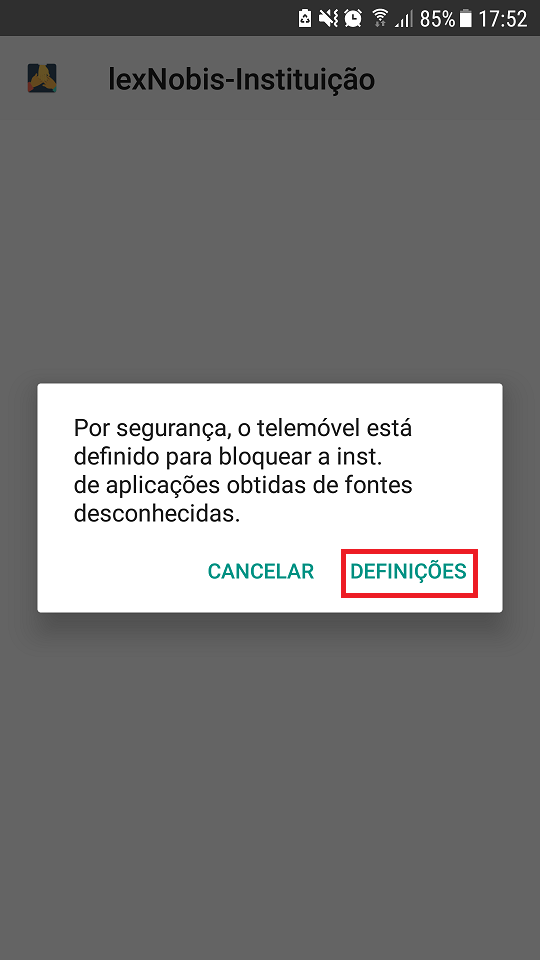 85% 17:52
lexNobis-Instituição
Por segurança, o telemóvel está
definido para bloquear a inst.
de aplicações obtidas de fontes
desconhecidas.
CANCELAR DEFINIÇÕES